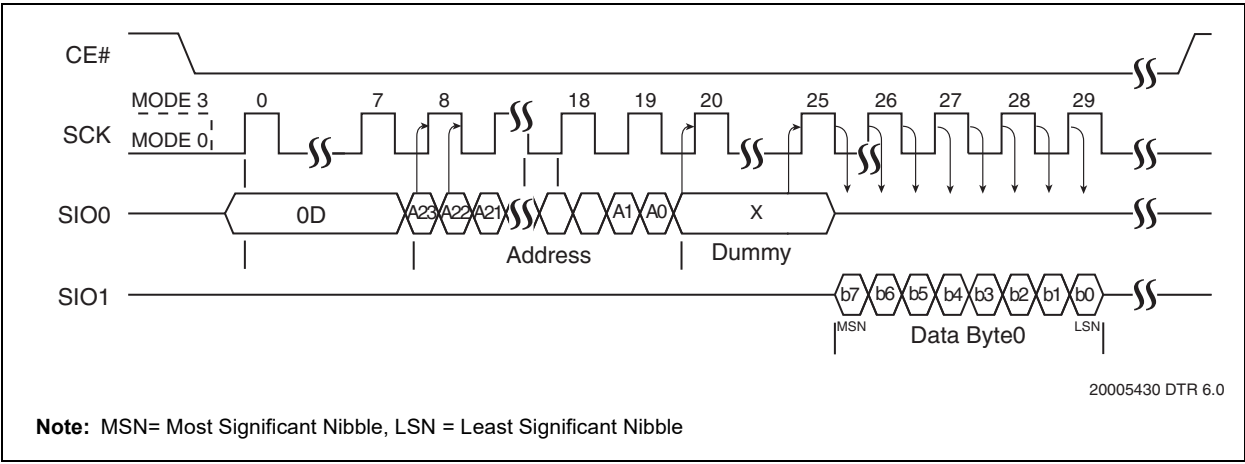 CE#
MODE 3 0 7 8 18 19 20 25 26 27 28 29
SCK
MODE 0
SIO0 0D A23 A22 A21 A1 A0 X
Address Dummy
SIO1 b7 b6 b5 b4 b3 b2 b1 b0
MSN Data Byte0 LSN
20005430 DTR 6.0
Note: MSN= Most Significant Nibble, LSN = Least Significant Nibble